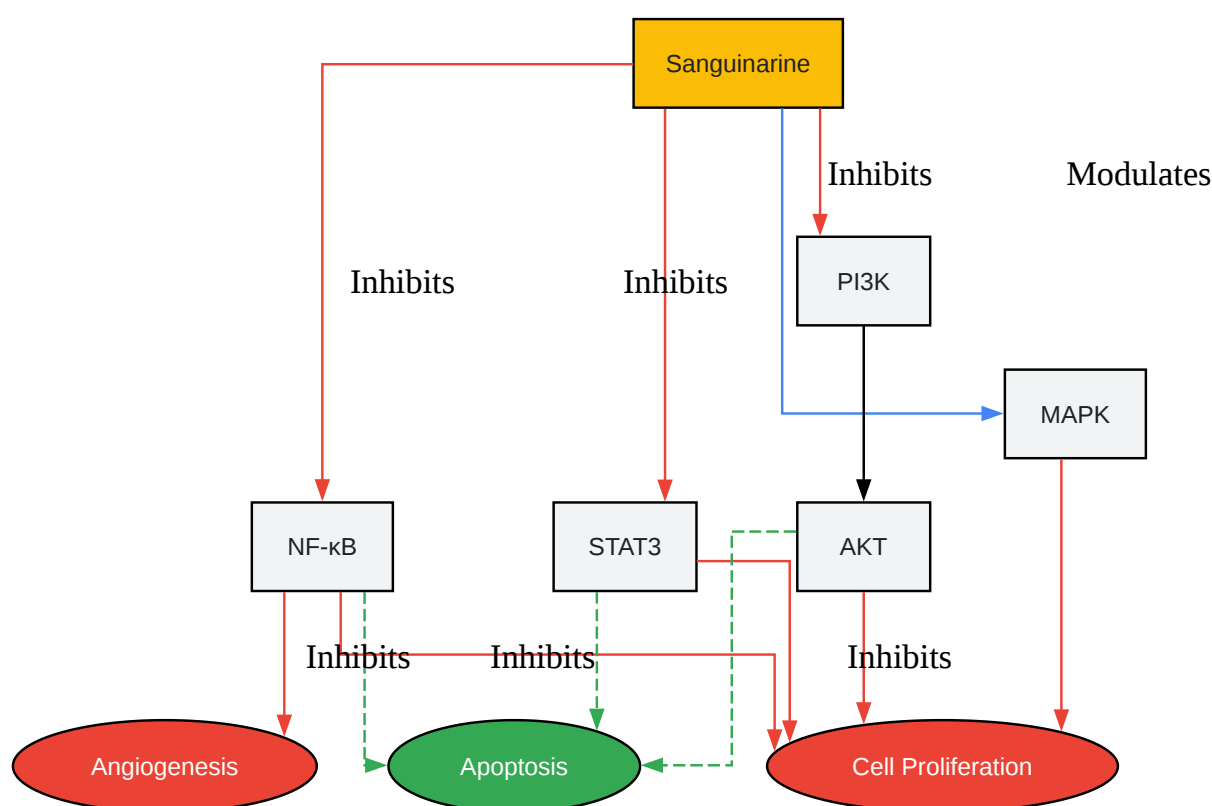 Sanguinarine
Inhibits
Modulates
Inhibits
Inhibits
PI3K
MAPK
NF-κB
STAT3
AKT
Inhibits
Inhibits
Inhibits
Angiogenesis
Apoptosis
Cell Proliferation